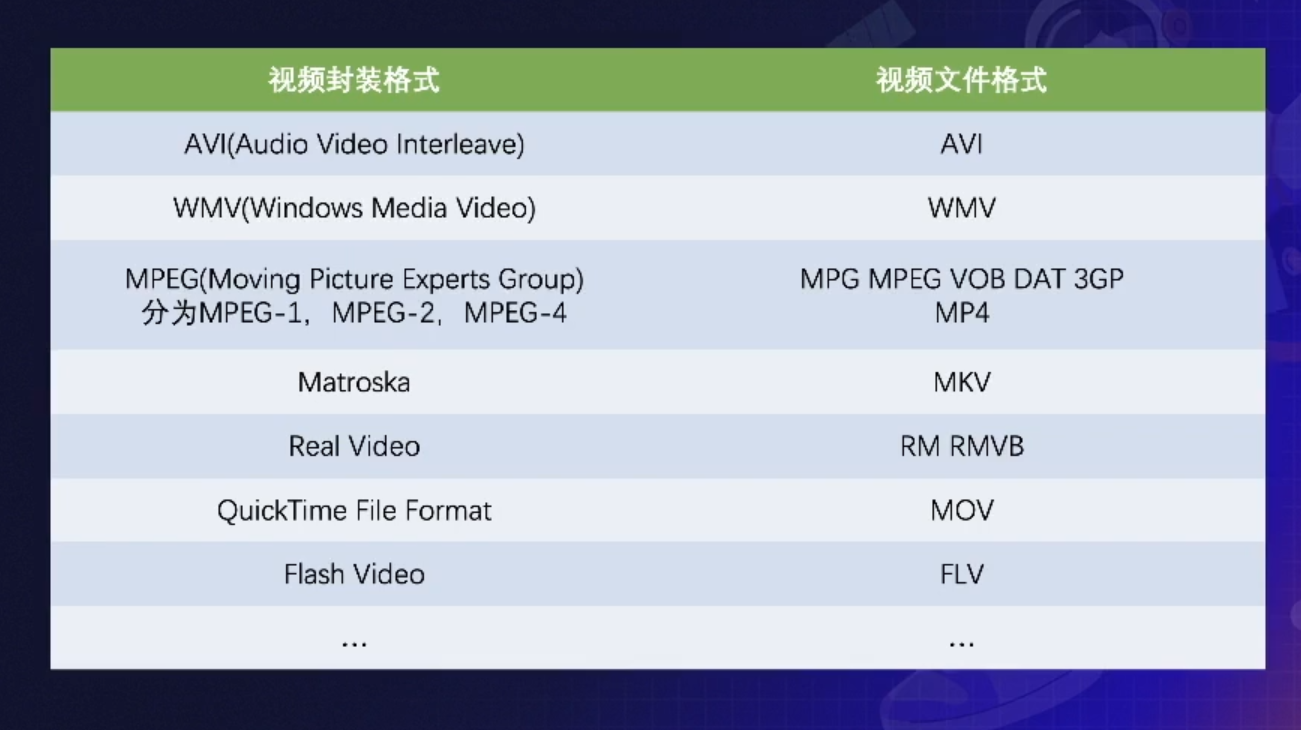 视频封装格式 视频文件格式
AVI(Audio Video Interleave) AVI
WMV(Windows Media Video) WMV
MPEG(Moving Picture Experts Group) MPG MPEG VOB DAT 3GP
分为MPEG-1，MPEG-2，MPEG-4 MP4
Matroska MKV
Real Video RM RMVB
QuickTime File Format MOV
Flash Video FLV
... ...